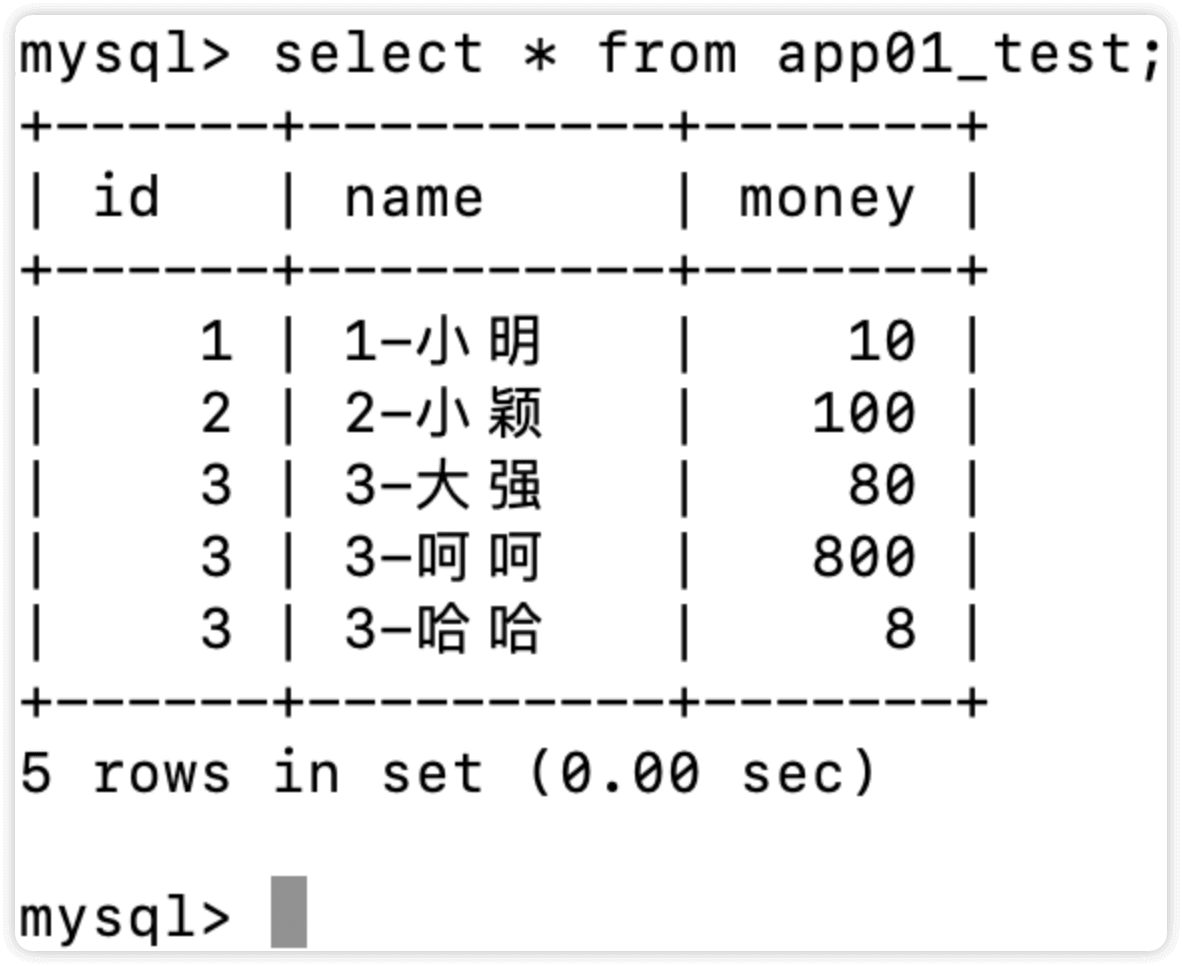 mysql> select * from app01_test;
+------+-----------+-------+
| id   | name      | money |
+------+-----------+-------+
|    1 | 1-小明    |    10 |
|    2 | 2-小颖    |   100 |
|    3 | 3-大强    |    80 |
|    3 | 3-呵呵    |   800 |
|    3 | 3-哈哈    |     8 |
+------+-----------+-------+
5 rows in set (0.00 sec)
mysql>